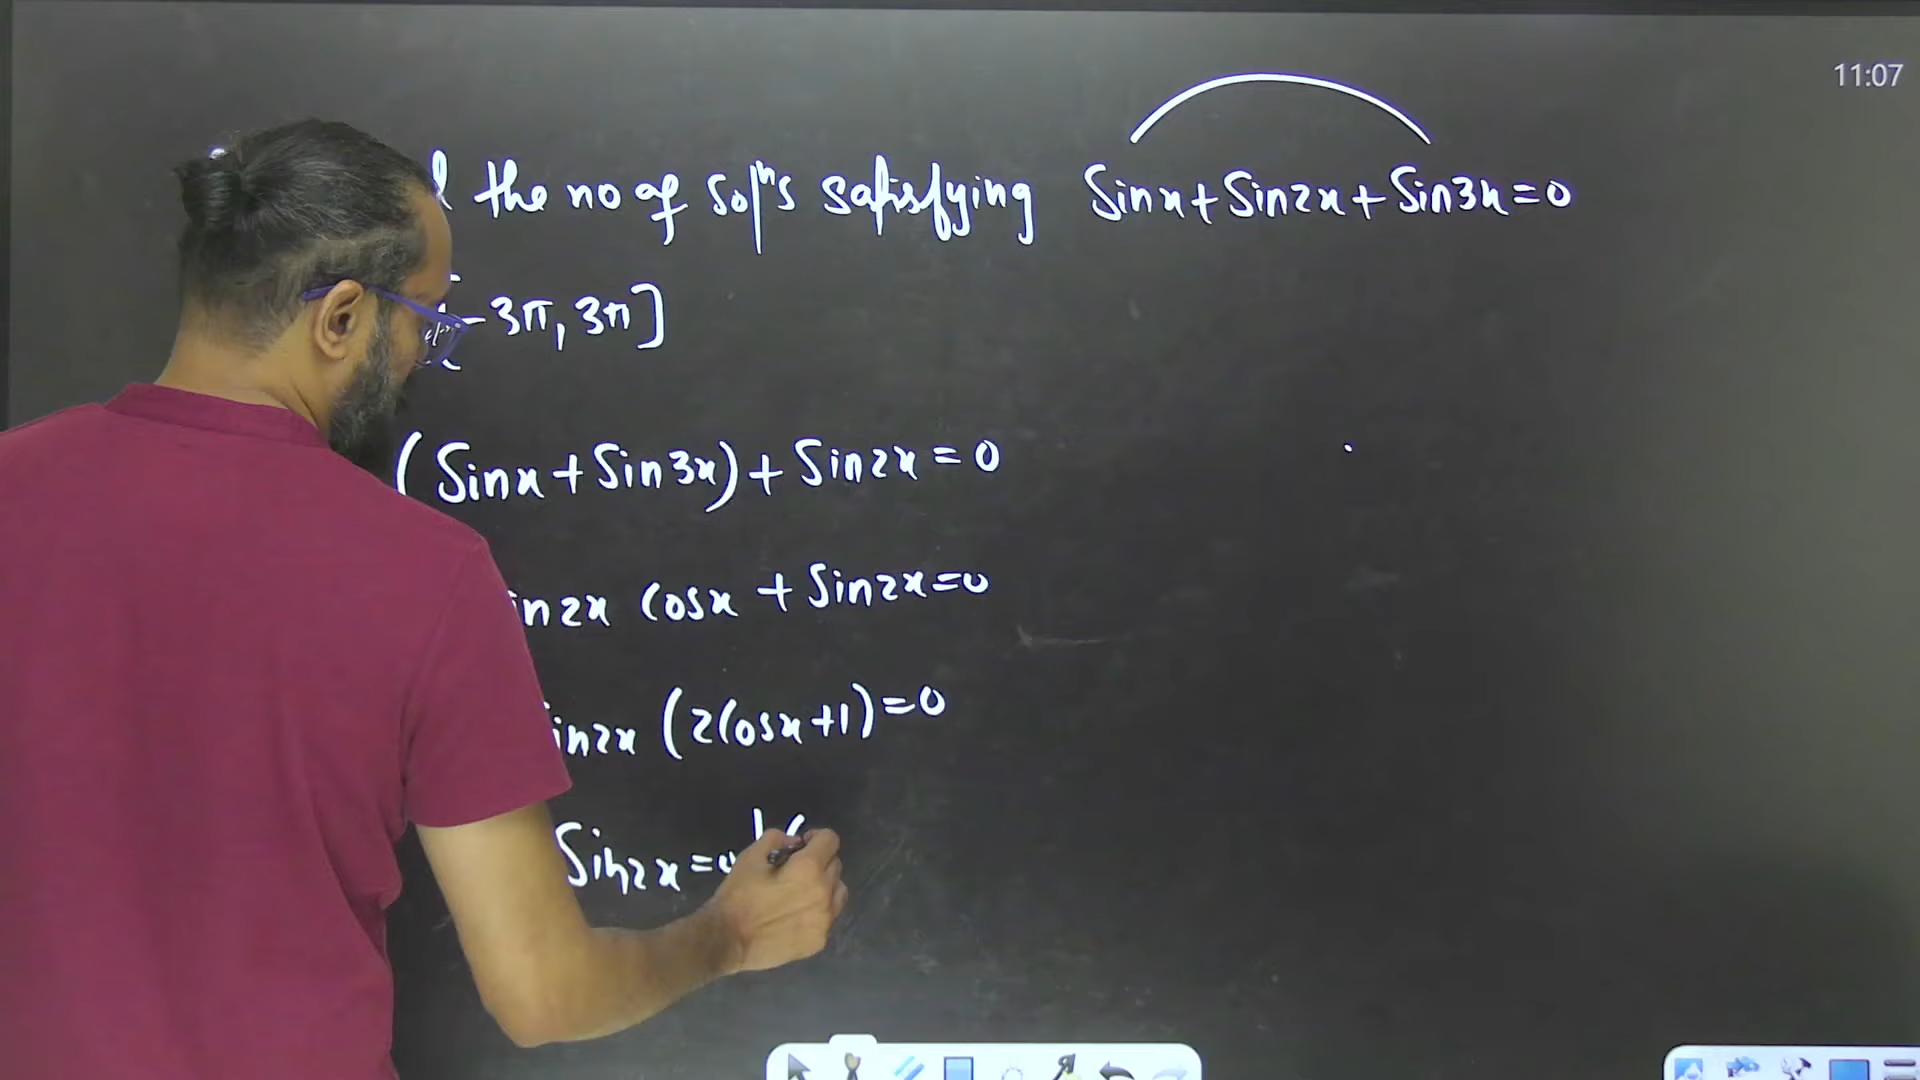 11:07
the no of sol^n s satisfying Sinx + Sin2x + Sin3x = 0
[-3π, 3π]
(Sinx + Sin3x) + Sin2x = 0
in2x Cosx + Sin2x = 0
in2x (2Cosx + 1) = 0
Sin2x = 0